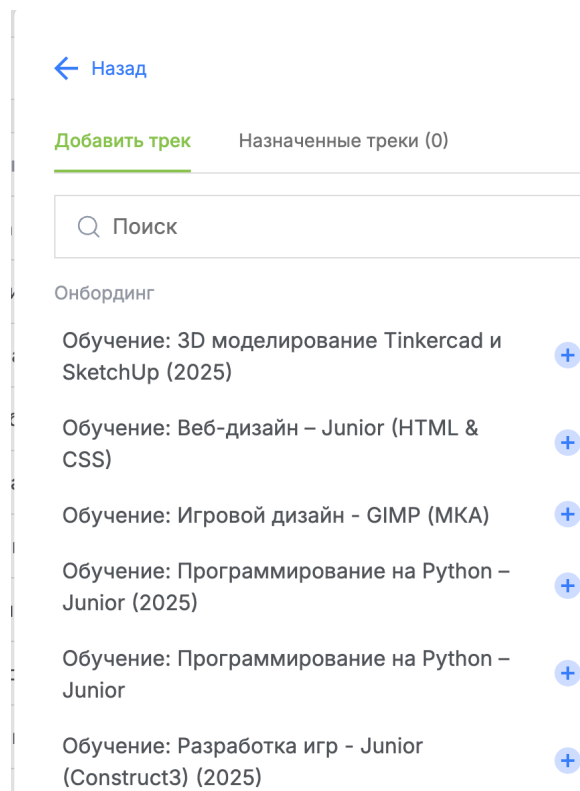 Назад
Добавить трек Назначенные треки (0)
Поиск
Онбординг
Обучение: 3D моделирование Tinkercad и
SketchUp (2025)
Обучение: Веб-дизайн – Junior (HTML &
CSS)
Обучение: Игровой дизайн - GIMP (МКА)
Обучение: Программирование на Python –
Junior (2025)
Обучение: Программирование на Python –
Junior
Обучение: Разработка игр - Junior
(Construct3) (2025)